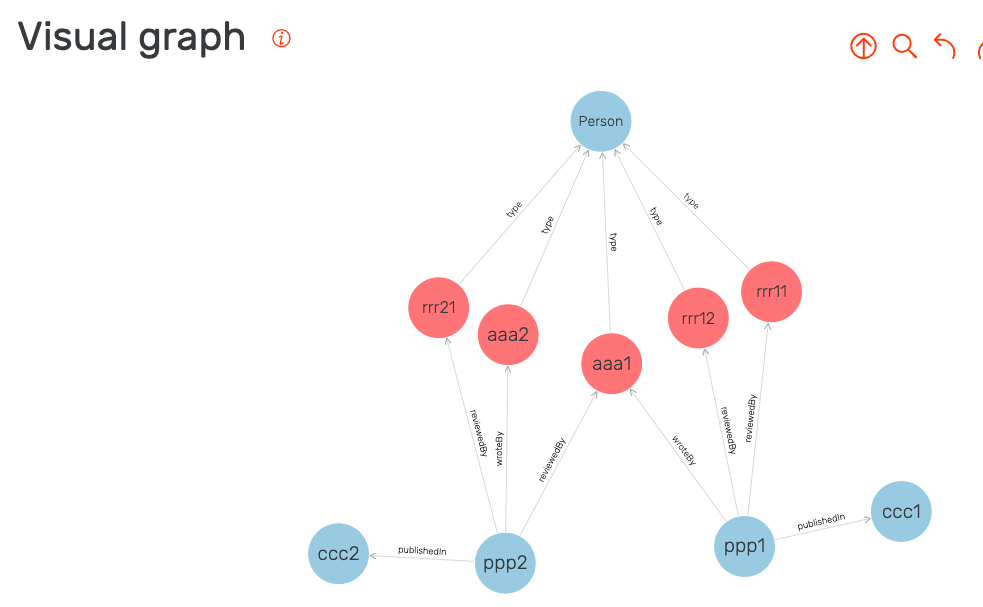 Visual graph
Person
type
type
type
type
type
rrr21
aaa2
aaa1
rrr12
rrr11
reviewedBy
wroteBy
reviewedBy
wroteBy
reviewedBy
reviewedBy
ccc2
publishedIn
ppp2
ppp1
publishedIn
ccc1